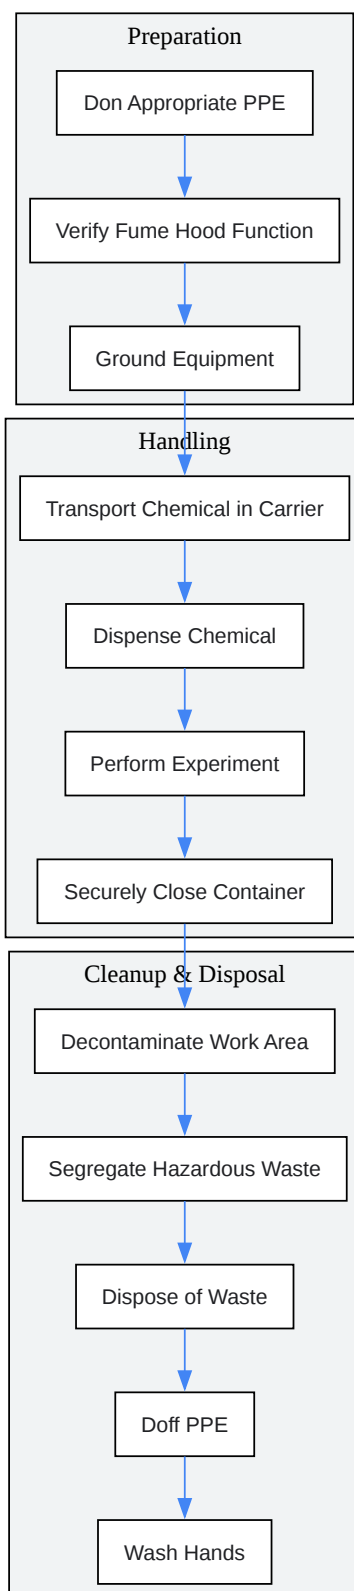 Preparation
Don Appropriate PPE
Verify Fume Hood Function
Ground Equipment
Handling
Transport Chemical in Carrier
Dispense Chemical
Perform Experiment
Securely Close Container
Cleanup & Disposal
Decontaminate Work Area
Segregate Hazardous Waste
Dispose of Waste
Doff PPE
Wash Hands